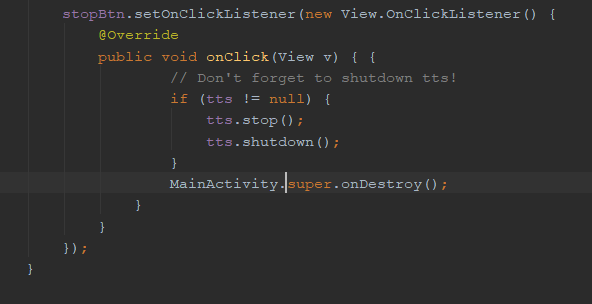 stopBtn.setOnClickListener(new View.OnClickListener() {
@Override
public void onClick(View v) { {
// Don't forget to shutdown tts!
if (tts != null) {
tts.stop();
tts.shutdown();
}
MainActivity.super.onDestroy();
}
}
});
}